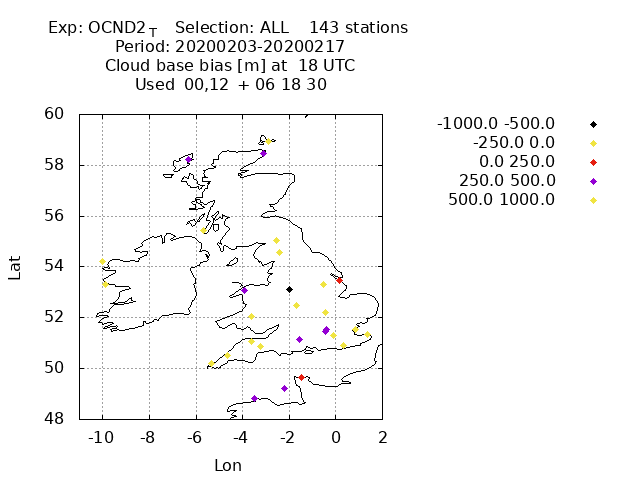 Exp: OCND2T Selection: ALL 143 stations
Period: 20200203-20200217
Cloud base bias [m] at 18 UTC
Used 00,12 + 06 18 30
-1000.0 -500.0
-250.0 0.0
0.0 250.0
250.0 500.0
500.0 1000.0
60
58
56
54
52
50
48
Lat
-10 -8 -6 -4 -2 0 2
Lon